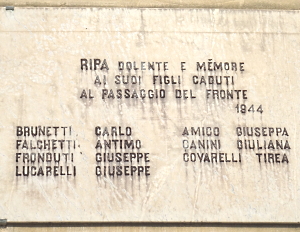 RIPA DOLENTE E MÉMORE
AI SUOI FIGLI CADUTI
AL PASSAGGIO DEL FRONTE
1944
BRUNETTI CARLO AMICO GIUSEPPA
FALCHETTI ANTIMO CANINI GIULIANA
FRONDUTI GIUSEPPE COVARELLI TIREA
LUCARELLI GIUSEPPE